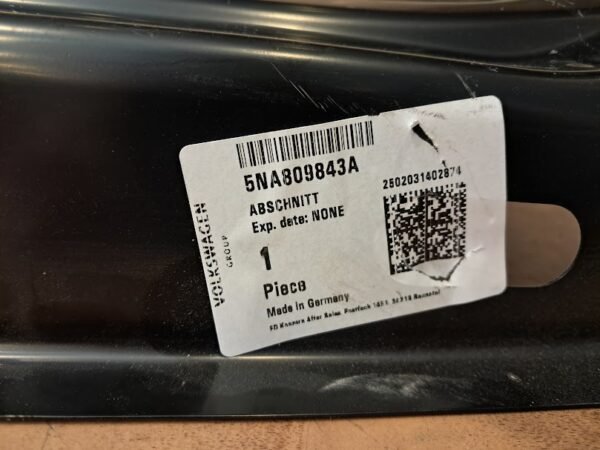 5NA809843A
ABSCHNITT
Exp. date: NONE
2502031402874
1
Piece
Made in Germany
VOLKSWAGEN
GROUP